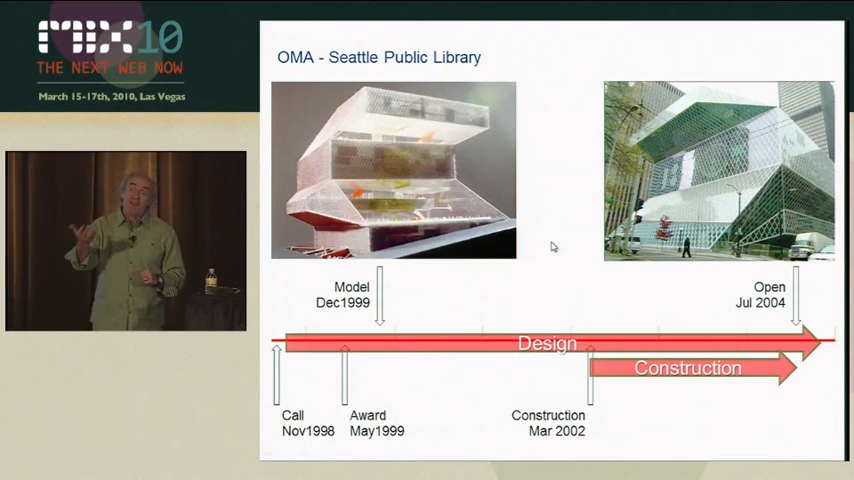 MIX10
THE NEXT WEB NOW
March 15-17th, 2010, Las Vegas
OMA - Seattle Public Library
Model
Dec1999
Open
Jul 2004
Design
Construction
Call
Nov1998
Award
May1999
Construction
Mar 2002